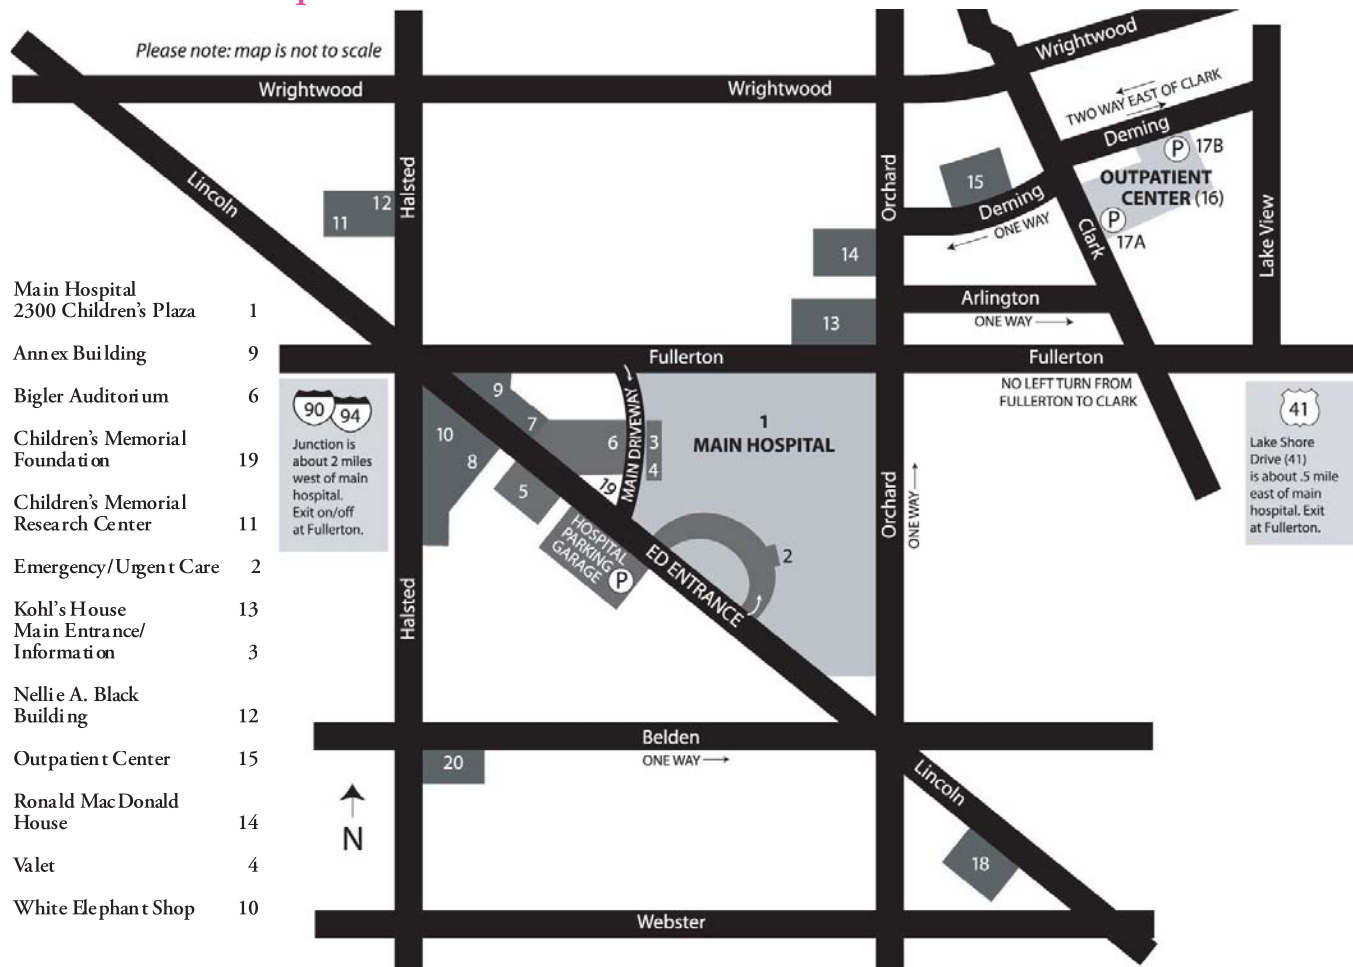 Please note: map is not to scale
Wrightwood
Wrightwood
Wrightwood
TWO WAY EAST OF CLARK
Deming
17B
P
OUTPATIENT
CENTER (16)
P
17A
Lincoln
Halsted
12
11
Orchard
15
Deming
ONE WAY
Clark
Lake View
14
Arlington
ONE WAY
13
Fullerton
Fullerton
NO LEFT TURN FROM
FULLERTON TO CLARK
Main Hospital
2300 Children's Plaza 1
Annex Building 9
Bigler Auditorium 6
Children's Memorial
Foundation 19
Children's Memorial
Research Center 11
Emergency/Urgent Care 2
Kohl's House 13
Main Entrance/
Information 3
Nellie A. Black
Building 12
Outpatient Center 15
Ronald MacDonald
House 14
Valet 4
White Elephant Shop 10
90 94
Junction is
about 2 miles
west of main
hospital.
Exit on/off
at Fullerton.
9
7
10
8
6
3
4
5
19
MAIN DRIVEWAY
1
MAIN HOSPITAL
HOSPITAL
PARKING
GARAGE P
ED ENTRANCE
2
Orchard
ONE WAY
41
Lake Shore
Drive (41)
is about .5 mile
east of main
hospital. Exit
at Fullerton.
Halsted
Belden
ONE WAY
20
N
Lincoln
18
Webster